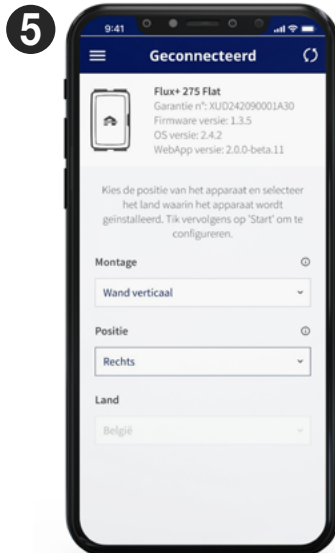 5
9:41
Geconnecteerd
Flux+ 275 Flat
Garantie n°: XUD242090001A30
Firmware versie: 1.3.5
OS versie: 2.4.2
WebApp versie: 2.0.0-beta.11
Kies de positie van het apparaat en selecteer
het land waarin het apparaat wordt
geïnstalleerd. Tik vervolgens op 'Start' om te
configureren.
Montage
Wand verticaal
Positie
Rechts
Land
België